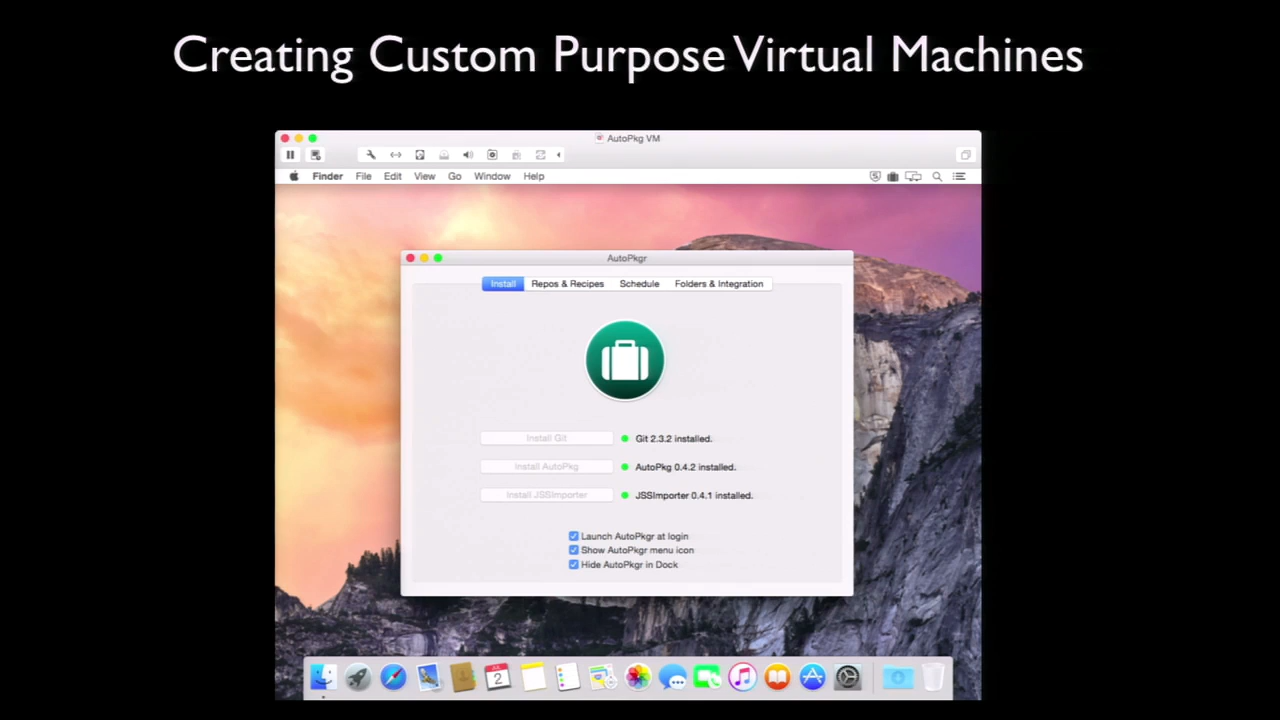 Creating Custom Purpose Virtual Machines
AutoPkg VM
Finder File Edit View Go Window Help
AutoPkgr
Install Repos & Recipes Schedule Folders & Integration
Install Git Git 2.3.2 installed.
Install AutoPkg AutoPkg 0.4.2 installed.
Install JSSImporter JSSImporter 0.4.1 installed.
Launch AutoPkgr at login
Show AutoPkgr menu icon
Hide AutoPkgr in Dock
2